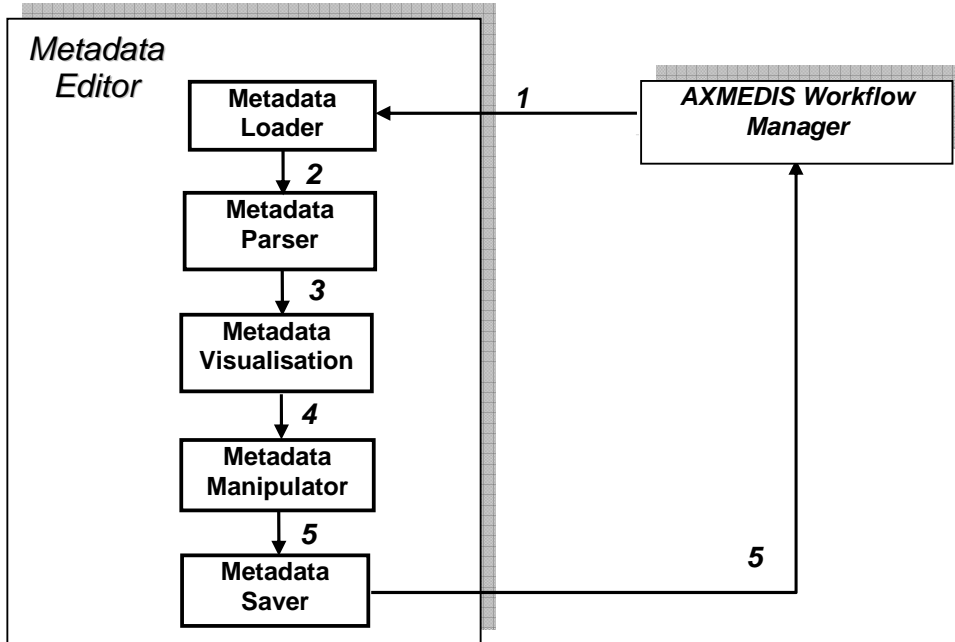 Metadata
Editor
Metadata
Loader
1
AXMEDIS Workflow
Manager
2
Metadata
Parser
3
Metadata
Visualisation
4
Metadata
Manipulator
5
Metadata
Saver
5